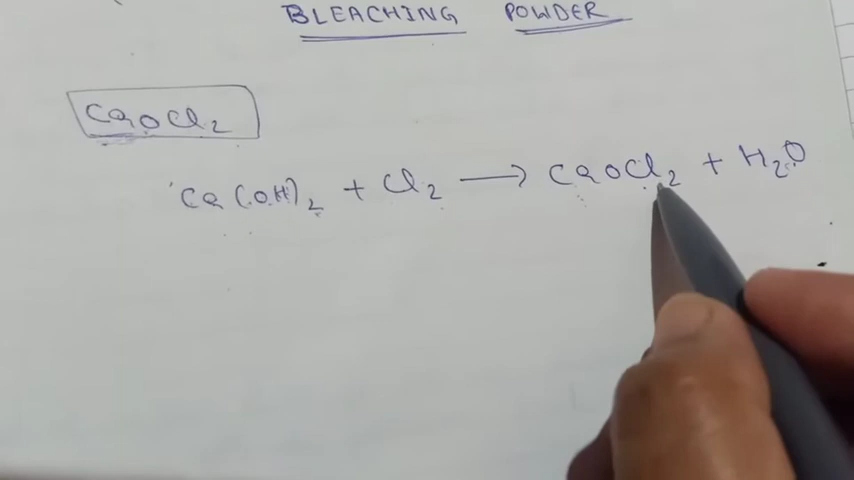 BLEACHING POWDER
CaOCl2
Ca(OH)2 + Cl2 → CaOCl2 + H2O